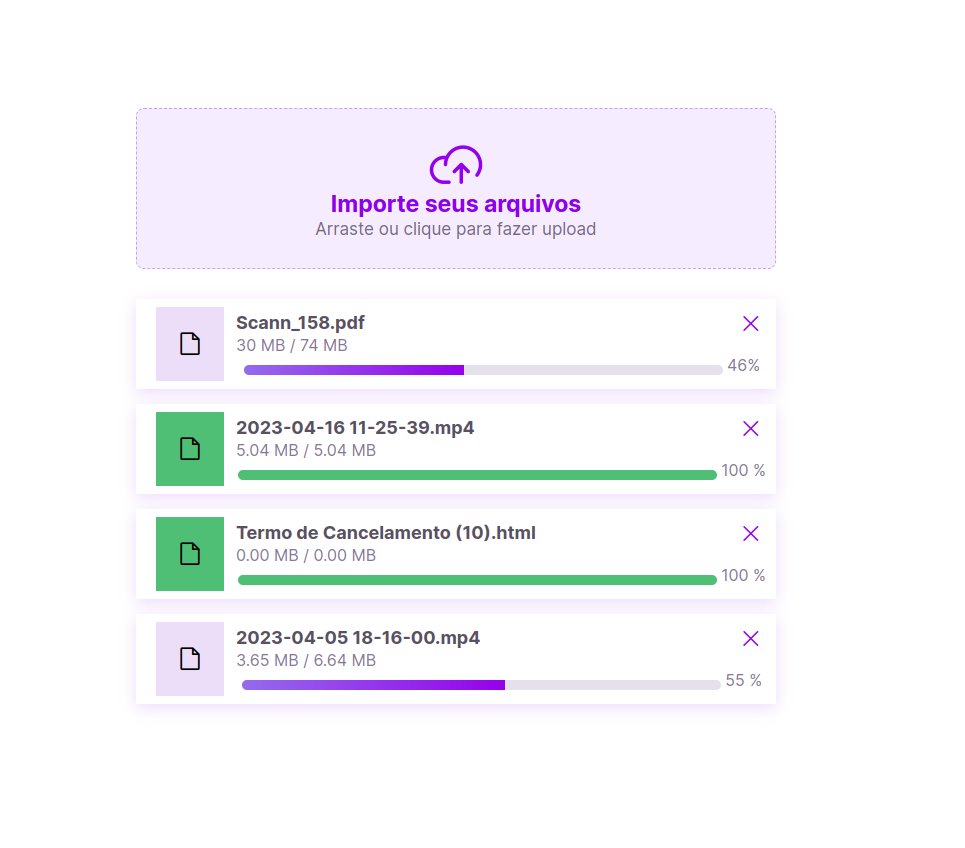 Importe seus arquivos
Arraste ou clique para fazer upload
Scann_158.pdf
30 MB / 74 MB
46%
2023-04-16 11-25-39.mp4
5.04 MB / 5.04 MB
100 %
Termo de Cancelamento (10).html
0.00 MB / 0.00 MB
100 %
2023-04-05 18-16-00.mp4
3.65 MB / 6.64 MB
55 %